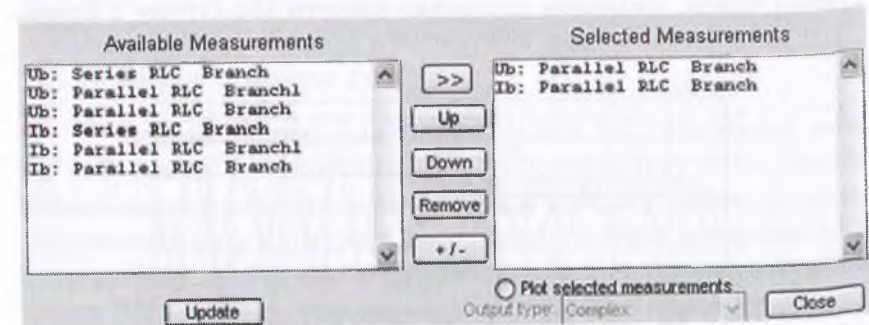 Available Measurements
Ub: Series RLC Branch
Ub: Parallel RLC Branch1
Ub: Parallel RLC Branch
Ib: Series RLC Branch
Ib: Parallel RLC Branch1
Ib: Parallel RLC Branch
>>
Up
Down
Remove
+/-
Update
Selected Measurements
Ub: Parallel RLC Branch
Ib: Parallel RLC Branch
Plot selected measurements
Output type: Complex
Close